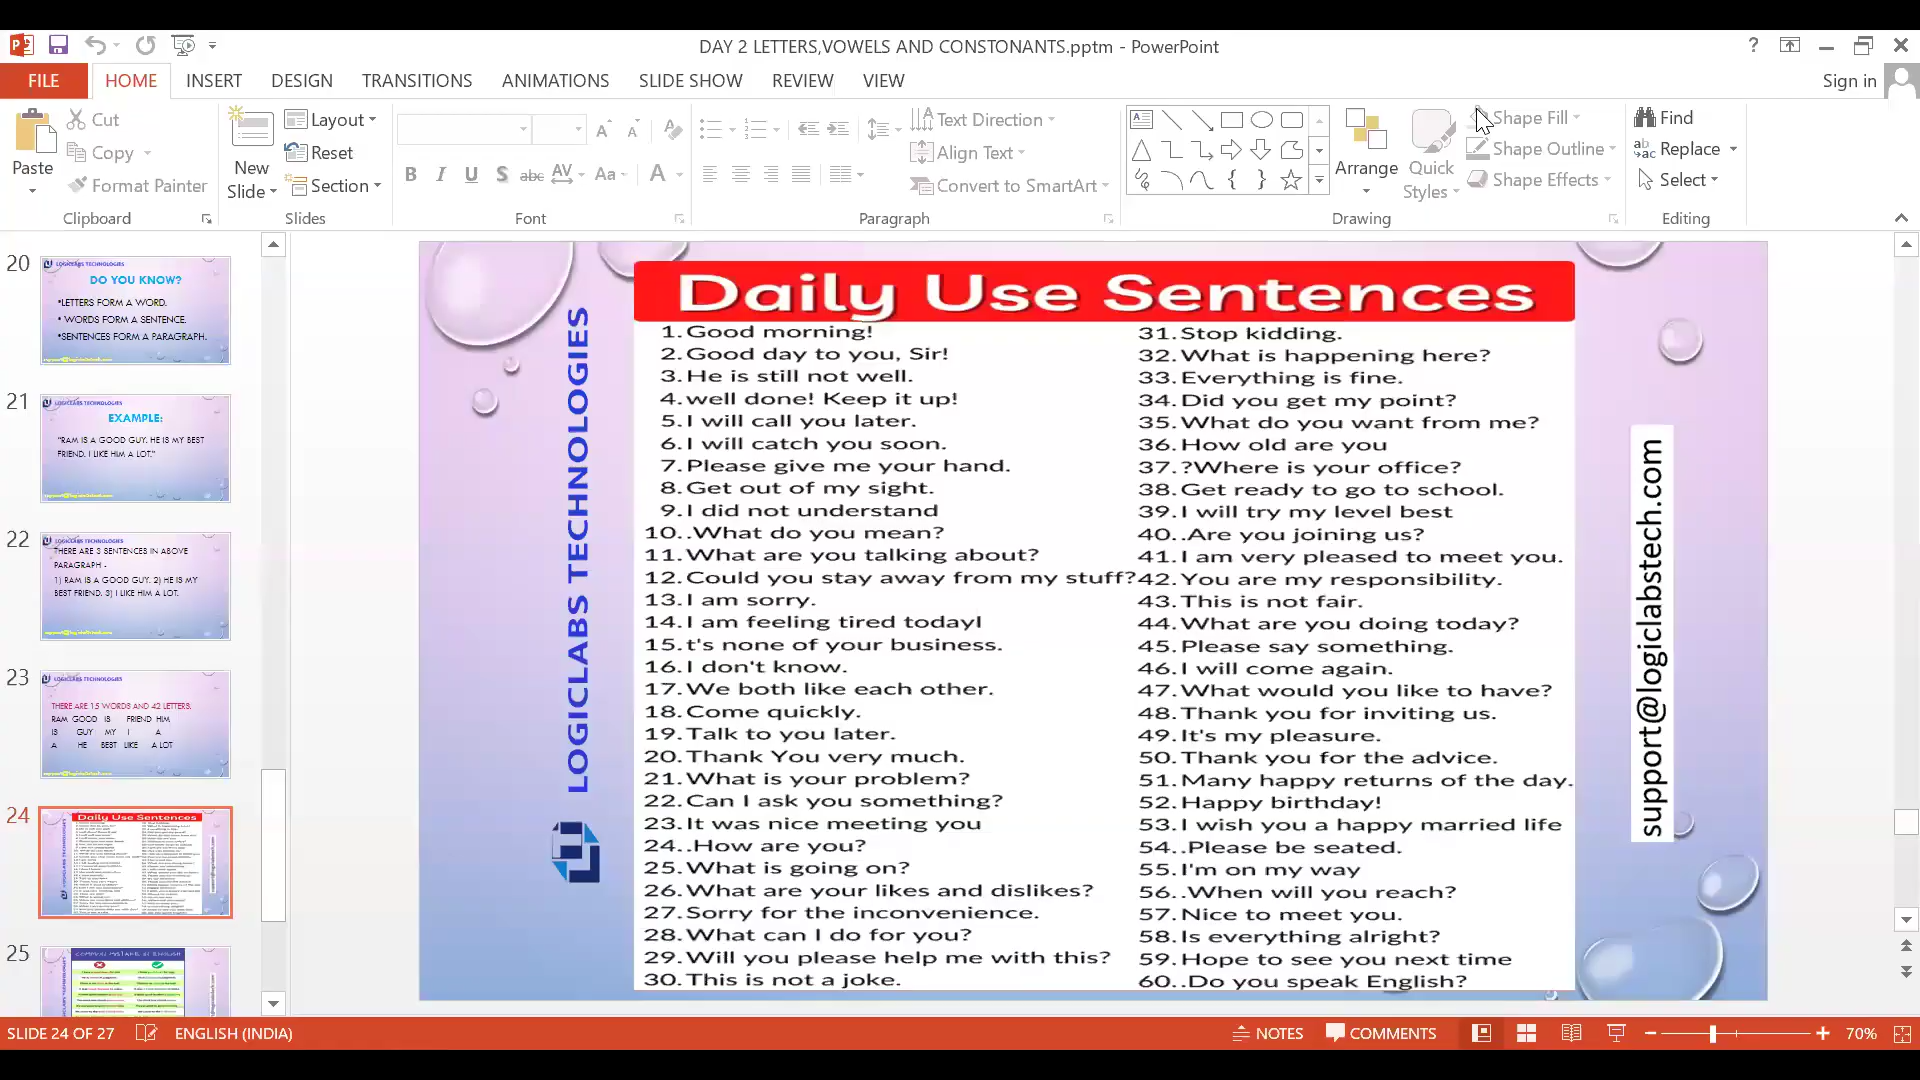 DAY 2 LETTERS,VOWELS AND CONSTONANTS.pptm - PowerPoint
?
FILE HOME INSERT DESIGN TRANSITIONS ANIMATIONS SLIDE SHOW REVIEW VIEW Sign in
Paste
Cut
Copy
Format Painter
Clipboard
New Slide
Layout
Reset
Section
Slides
B I U S abc AV Aa A
Font
Text Direction
Align Text
Convert to SmartArt
Paragraph
Arrange
Quick Styles
Shape Fill
Shape Outline
Shape Effects
Drawing
Find
Replace
Select
Editing
20
LOGICLABS TECHNOLOGIES
DO YOU KNOW?
•LETTERS FORM A WORD.
• WORDS FORM A SENTENCE.
•SENTENCES FORM A PARAGRAPH.
21
LOGICLABS TECHNOLOGIES
EXAMPLE:
"RAM IS A GOOD GUY. HE IS MY BEST
FRIEND. I LIKE HIM A LOT."
22
LOGICLABS TECHNOLOGIES
THERE ARE 3 SENTENCES IN ABOVE
PARAGRAPH -
1) RAM IS A GOOD GUY. 2) HE IS MY
BEST FRIEND. 3) I LIKE HIM A LOT.
23
LOGICLABS TECHNOLOGIES
THERE ARE 15 WORDS AND 42 LETTERS.
RAM GOOD IS FRIEND HIM
IS GUY MY I A
A HE BEST LIKE A LOT
24
Daily Use Sentences
25
LOGICLABS TECHNOLOGIES
Daily Use Sentences
1. Good morning!
2. Good day to you, Sir!
3. He is still not well.
4. well done! Keep it up!
5. I will call you later.
6. I will catch you soon.
7. Please give me your hand.
8. Get out of my sight.
9. I did not understand
10. .What do you mean?
11. What are you talking about?
12. Could you stay away from my stuff?
13. I am sorry.
14. I am feeling tired todayI
15. t's none of your business.
16. I don't know.
17. We both like each other.
18. Come quickly.
19. Talk to you later.
20. Thank You very much.
21. What is your problem?
22. Can I ask you something?
23. It was nice meeting you
24. .How are you?
25. What is going on?
26. What are your likes and dislikes?
27. Sorry for the inconvenience.
28. What can I do for you?
29. Will you please help me with this?
30. This is not a joke.
31. Stop kidding.
32. What is happening here?
33. Everything is fine.
34. Did you get my point?
35. What do you want from me?
36. How old are you
37. ?Where is your office?
38. Get ready to go to school.
39. I will try my level best
40. .Are you joining us?
41. I am very pleased to meet you.
42. You are my responsibility.
43. This is not fair.
44. What are you doing today?
45. Please say something.
46. I will come again.
47. What would you like to have?
48. Thank you for inviting us.
49. It's my pleasure.
50. Thank you for the advice.
51. Many happy returns of the day.
52. Happy birthday!
53. I wish you a happy married life
54. .Please be seated.
55. I'm on my way
56. .When will you reach?
57. Nice to meet you.
58. Is everything alright?
59. Hope to see you next time
60. .Do you speak English?
support@logiclabstech.com
SLIDE 24 OF 27 ENGLISH (INDIA) NOTES COMMENTS 70%